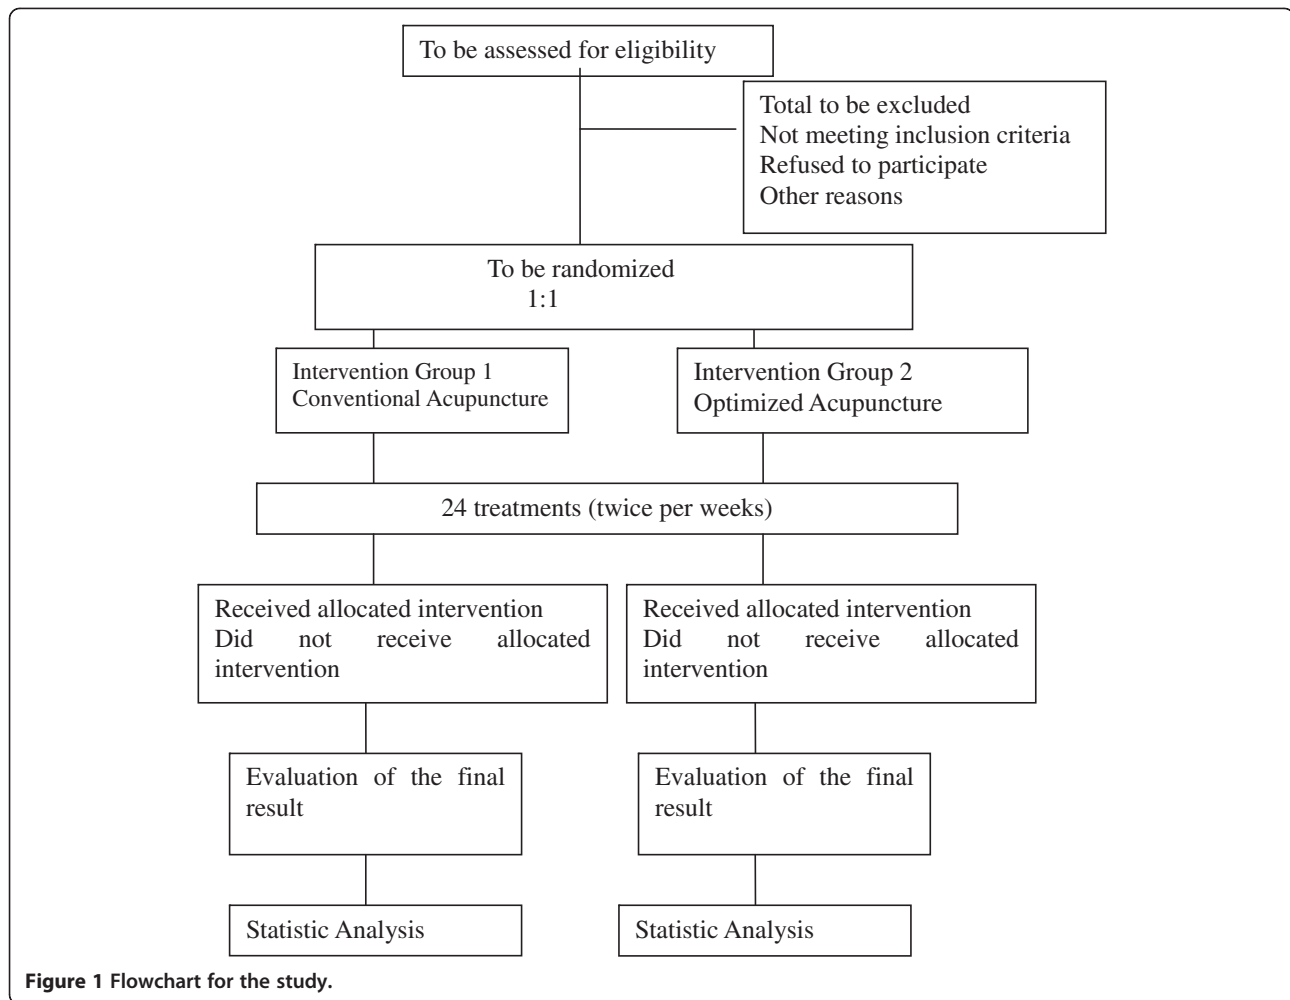 To be assessed for eligibility
Total to be excluded
Not meeting inclusion criteria
Refused to participate
Other reasons
To be randomized
1:1
Intervention Group 1
Conventional Acupuncture
Intervention Group 2
Optimized Acupuncture
24 treatments (twice per weeks)
Received allocated intervention
Did not receive allocated
intervention
Received allocated intervention
Did not receive allocated
intervention
Evaluation of the final
result
Evaluation of the final
result
Statistic Analysis
Statistic Analysis
Figure 1 Flowchart for the study.